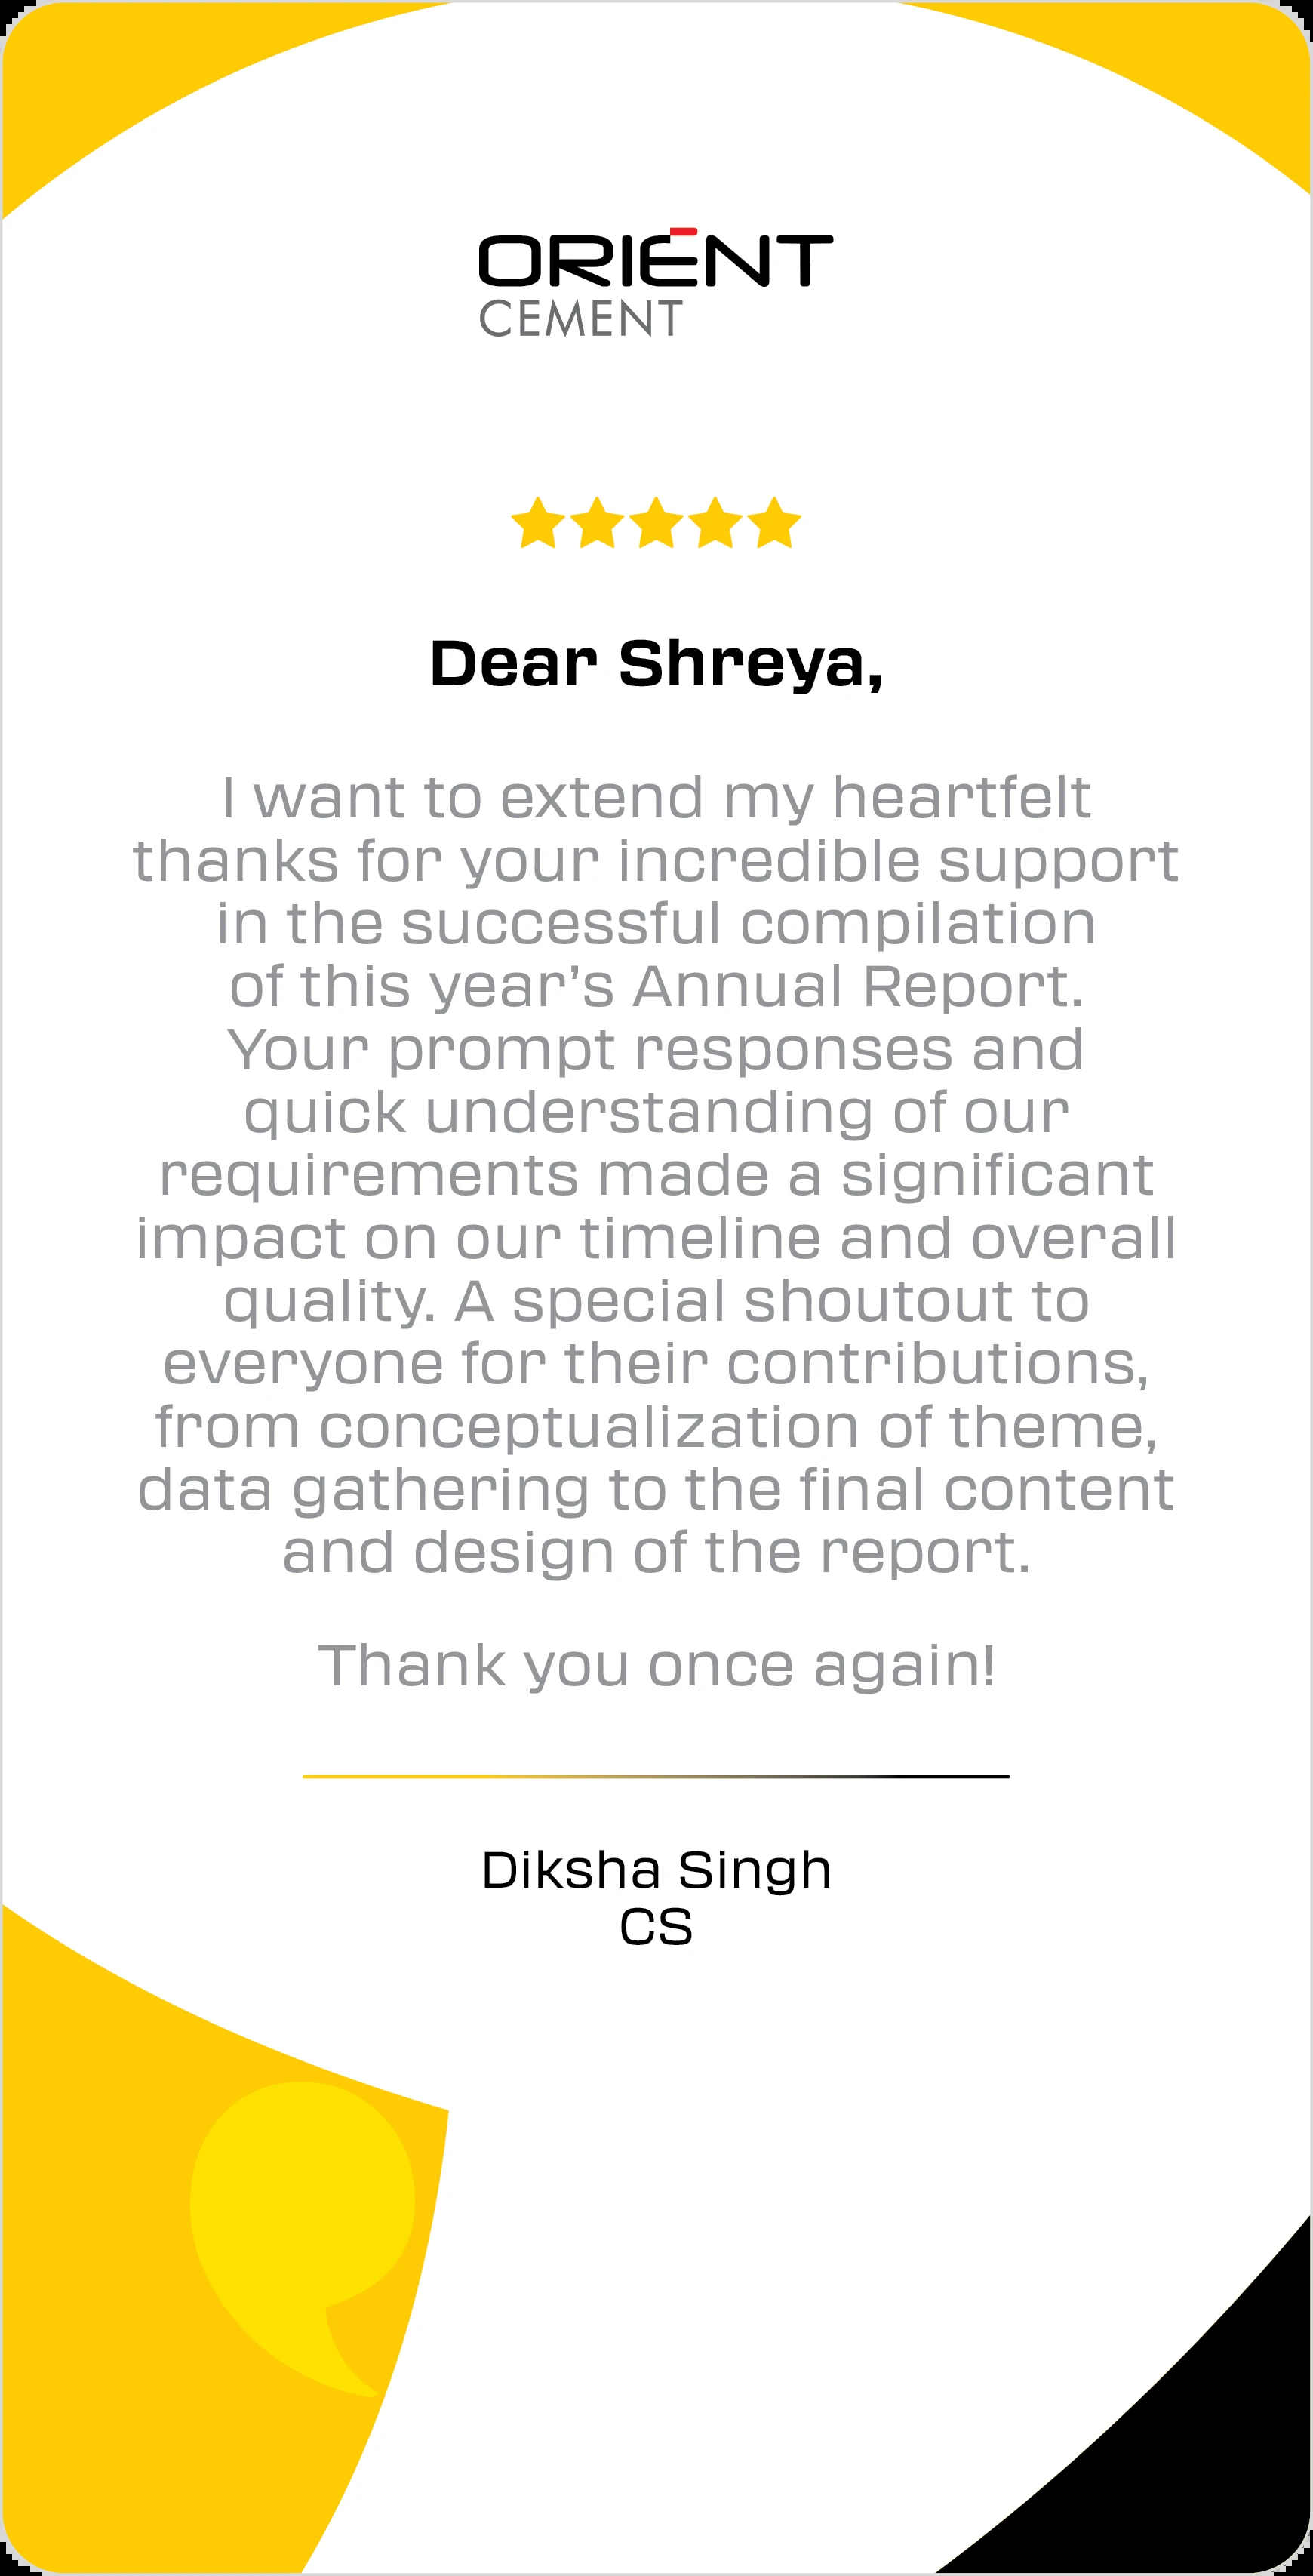 ORIENT
CEMENT
Dear Shreya,
I want to extend my heartfelt
thanks for your incredible support
in the successful compilation
of this year’s Annual Report.
Your prompt responses and
quick understanding of our
requirements made a significant
impact on our timeline and overall
quality. A special shoutout to
everyone for their contributions,
from conceptualization of theme,
data gathering to the final content
and design of the report.
Thank you once again!
Diksha Singh
CS